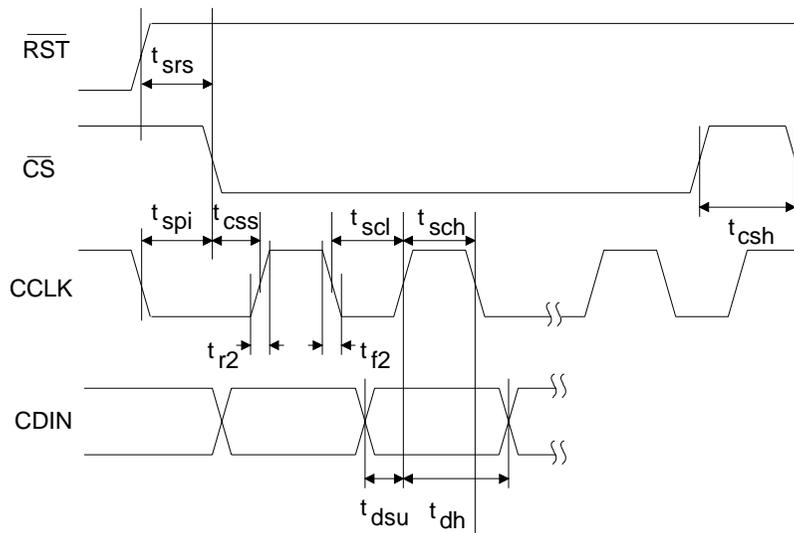 RST
t srs
CS
t spi
t css
t scl
t sch
t csh
CCLK
t r2
t f2
CDIN
t dsu
t dh